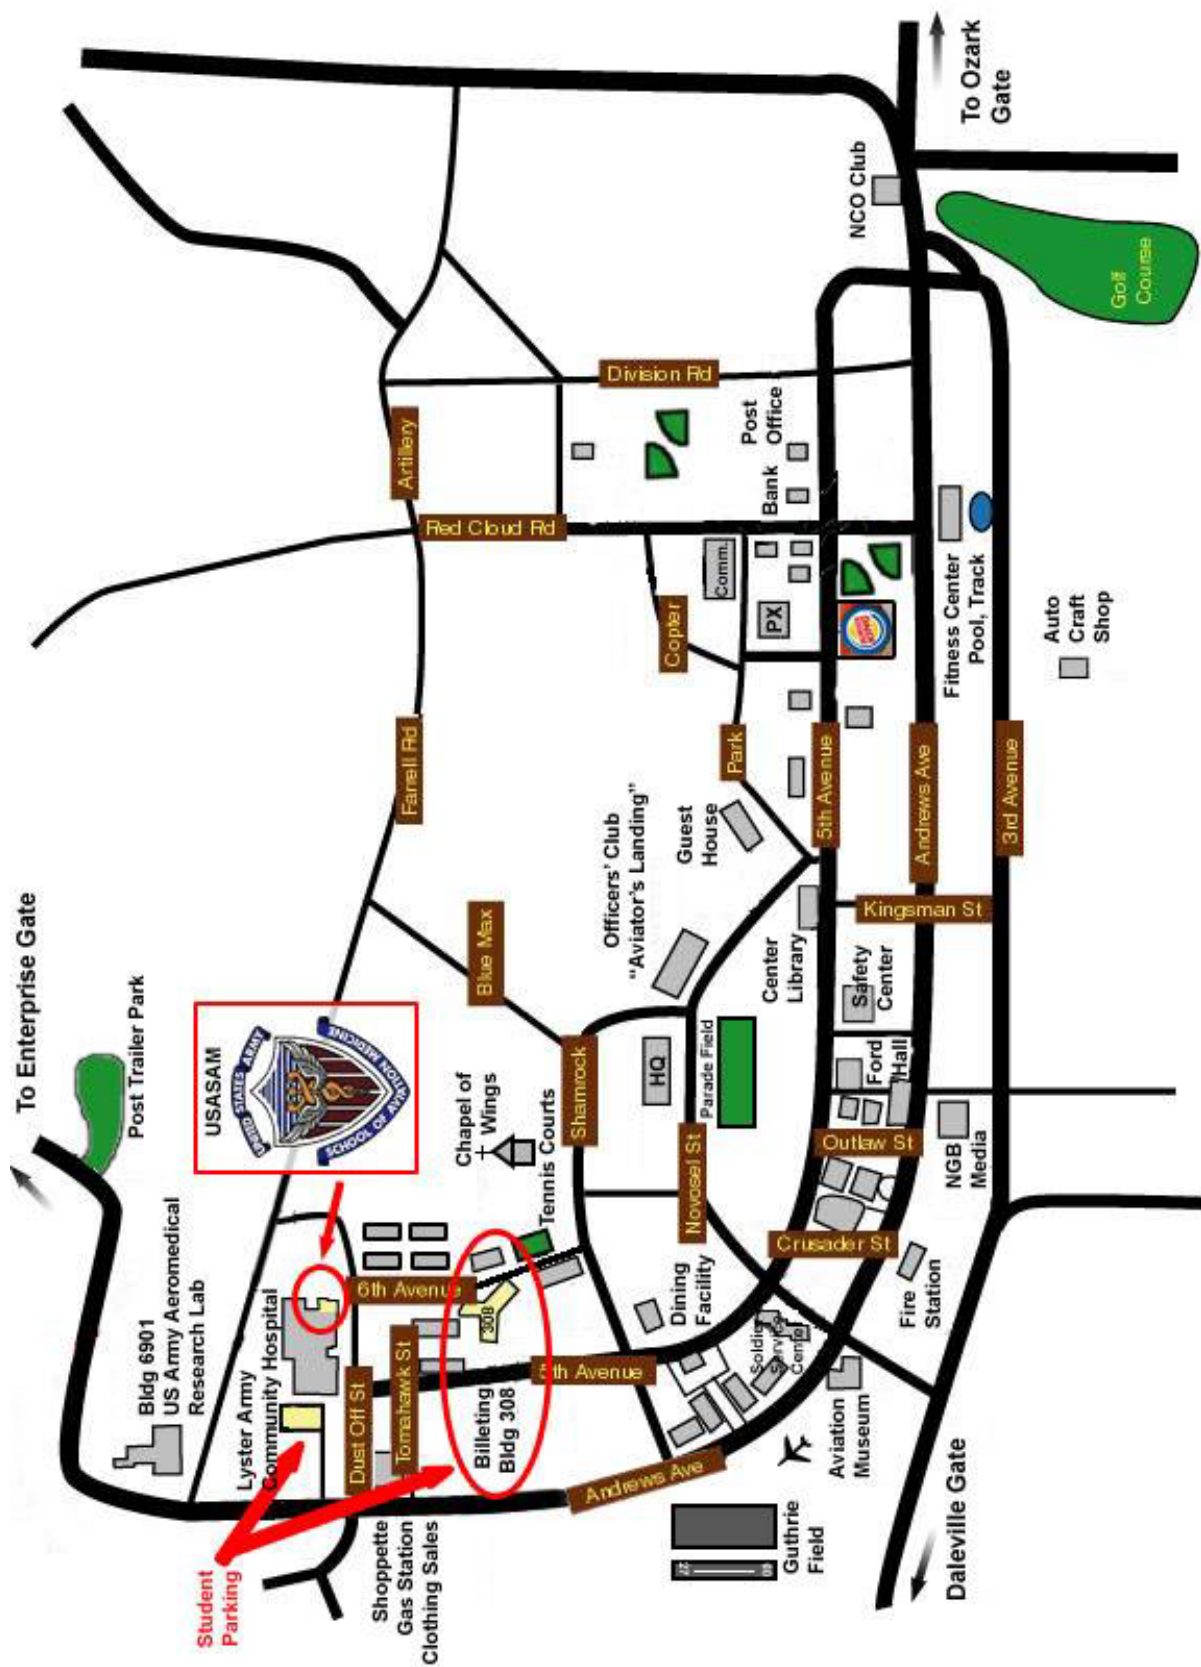 To Enterprise Gate
Post Trailer Park
Bldg 6901
US Army Aeromedical
Research Lab
USASAM
UNITED STATES ARMY
SCHOOL OF AVIATION MEDICINE
Student
Parking
Lyster Army
Community Hospital
Dust Off St
6th Avenue
Farrell Rd
Artillery
Red Cloud Rd
Shoppette
Gas Station
Clothing Sales
Tomahawk St
Billeting
Bldg 308
308
Chapel of
Wings
Tennis Courts
Blue Max
Shamrock
5th Avenue
Andrews Ave
Officers' Club
"Aviator's Landing"
Division Rd
HQ
Copter
Comm.
Dining
Facility
Novosel St
Parade Field
Guest
House
Park
PX
Bank
Post
Office
27
09
Guthrie
Field
Soldier
Service
Center
Crusader St
Outlaw St
Center
Library
5th Avenue
BURGER
KING
NCO Club
Aviation
Museum
Ford
Hall
Safety
Center
Kingsman St
Andrews Ave
Fire
Station
NGB
Media
Fitness Center
Pool, Track
To Ozark
Gate
Daleville Gate
3rd Avenue
Auto
Craft
Shop
Golf
Course